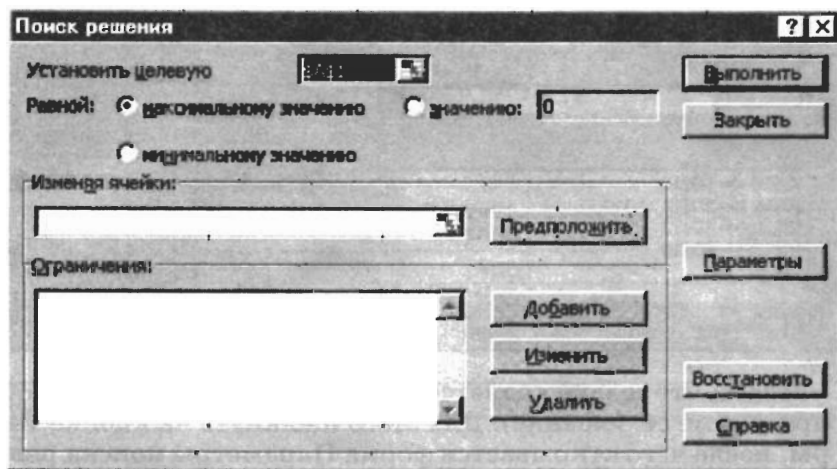 Поиск решения ? X
Установить целевую
Выполнить
Равной: максимальному значению значению: 0
Закрыть
минимальному значению
Изменяя ячейки:
Предположить
Параметры
Ограничения:
Добавить
Изменить
Удалить
Восстановить
Справка